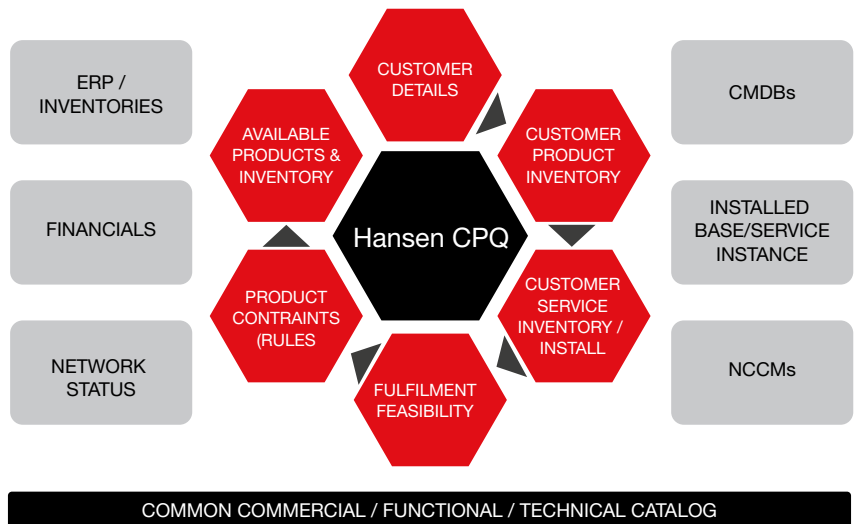 ERP /
INVENTORIES
FINANCIALS
NETWORK
STATUS
CUSTOMER
DETAILS
AVAILABLE
PRODUCTS &
INVENTORY
CUSTOMER
PRODUCT
INVENTORY
Hansen CPQ
PRODUCT
CONTRAINTS
(RULES
CUSTOMER
SERVICE
INVENTORY /
INSTALL
FULFILMENT
FEASIBILITY
CMDBs
INSTALLED
BASE/SERVICE
INSTANCE
NCCMs
COMMON COMMERCIAL / FUNCTIONAL / TECHNICAL CATALOG